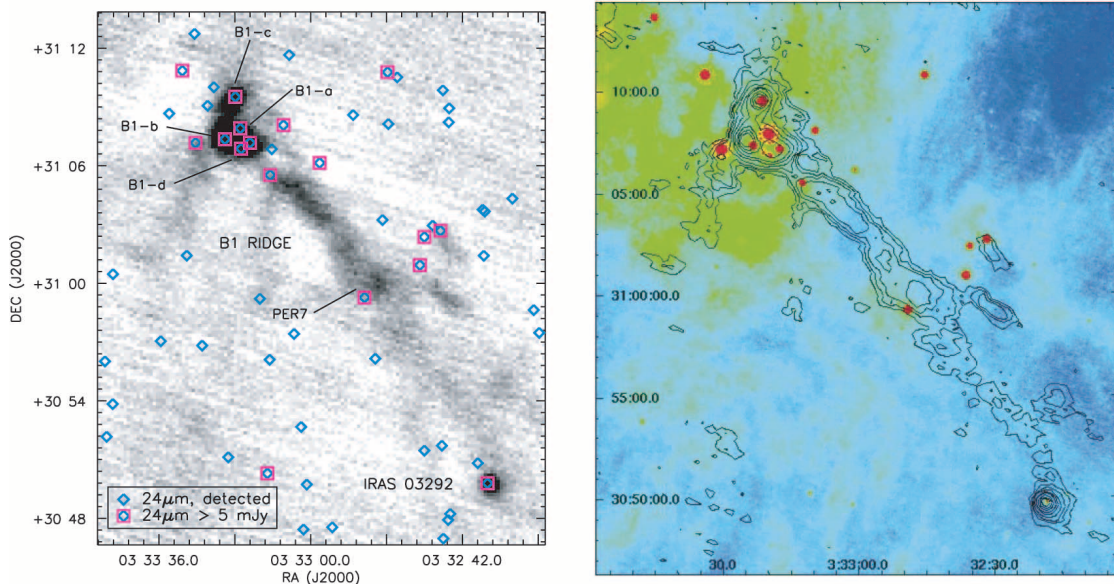 B1-c
+31 12
B1-a
B1-b
+31 06
B1-d
B1 RIDGE
DEC (J2000)
+31 00
PER7
+30 54
IRAS 03292
24μm, detected
24μm > 5 mJy
+30 48
03 33 36
03 33 00
03 32 42
RA (J2000)
10:00.0
05:00.0
31:00:00.0
55:00.0
30:50:00.0
30.0
3:33:00.0
32:30.0